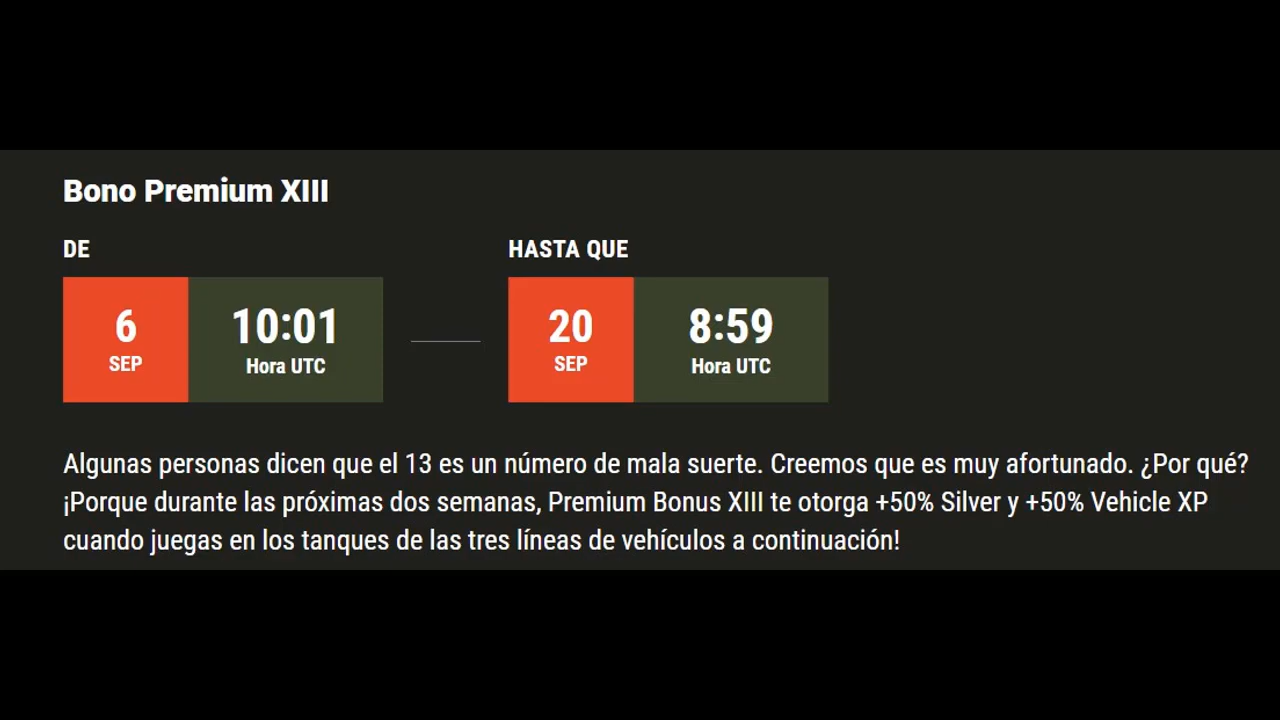 Bono Premium XIII
DE
HASTA QUE
6
SEP
10:01
Hora UTC
20
SEP
8:59
Hora UTC
Algunas personas dicen que el 13 es un número de mala suerte. Creemos que es muy afortunado. ¿Por qué?
¡Porque durante las próximas dos semanas, Premium Bonus XIII te otorga +50% Silver y +50% Vehicle XP
cuando juegas en los tanques de las tres líneas de vehículos a continuación!